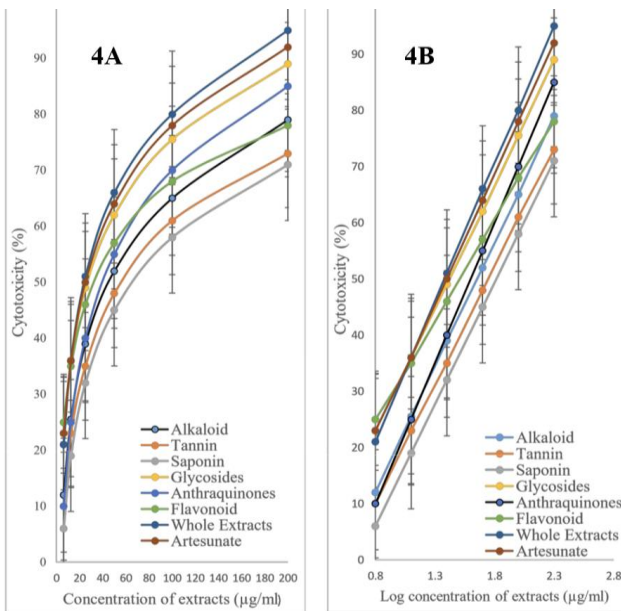 4A
Cytotoxicity (%)
90
80
70
60
50
40
30
20
10
0
Alkaloid
Tannin
Saponin
Glycosides
Anthraquinones
Flavonoid
Whole Extracts
Artesunate
0 20 40 60 80 100 120 140 160 180 200
Concentration of extracts (µg/ml)
4B
Cytotoxicity (%)
90
80
70
60
50
40
30
20
10
0
Alkaloid
Tannin
Saponin
Glycosides
Anthraquinones
Flavonoid
Whole Extracts
Artesunate
0.8 1.3 1.8 2.3 2.8
Log concentration of extracts (µg/ml)